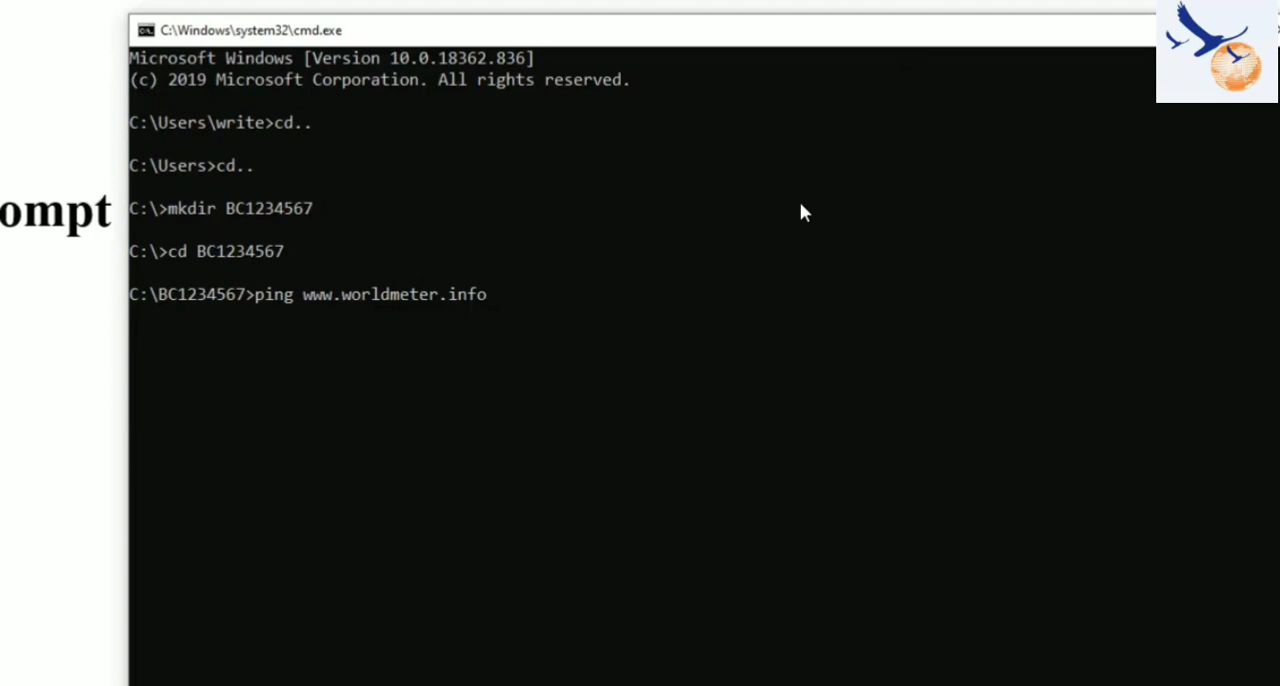 C:\Windows\system32\cmd.exe
Microsoft Windows [Version 10.0.18362.836]
(c) 2019 Microsoft Corporation. All rights reserved.
C:\Users\write>cd..
C:\Users>cd..
ompt
C:\>mkdir BC1234567
C:\>cd BC1234567
C:\BC1234567>ping www.worldmeter.info